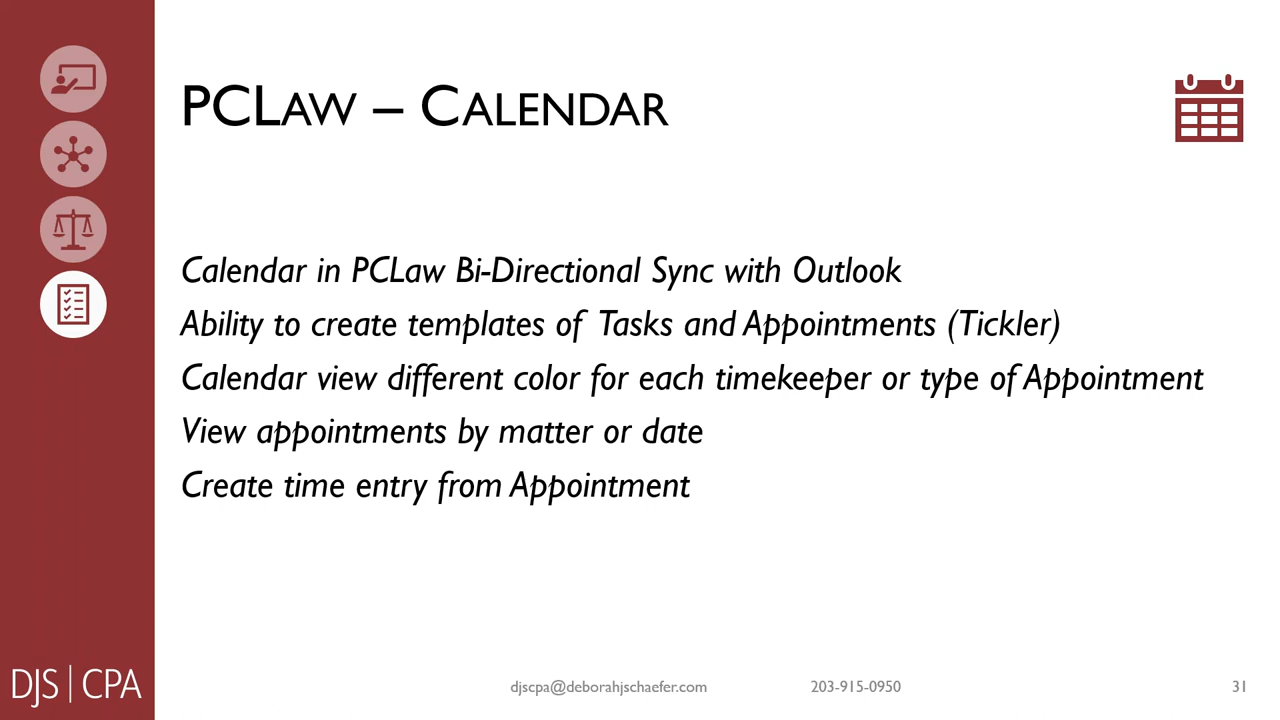 PCLAW – CALENDAR
Calendar in PCLaw Bi-Directional Sync with Outlook
Ability to create templates of Tasks and Appointments (Tickler)
Calendar view different color for each timekeeper or type of Appointment
View appointments by matter or date
Create time entry from Appointment
DJS | CPA
djscpa@deborahjschaefer.com
203-915-0950
31